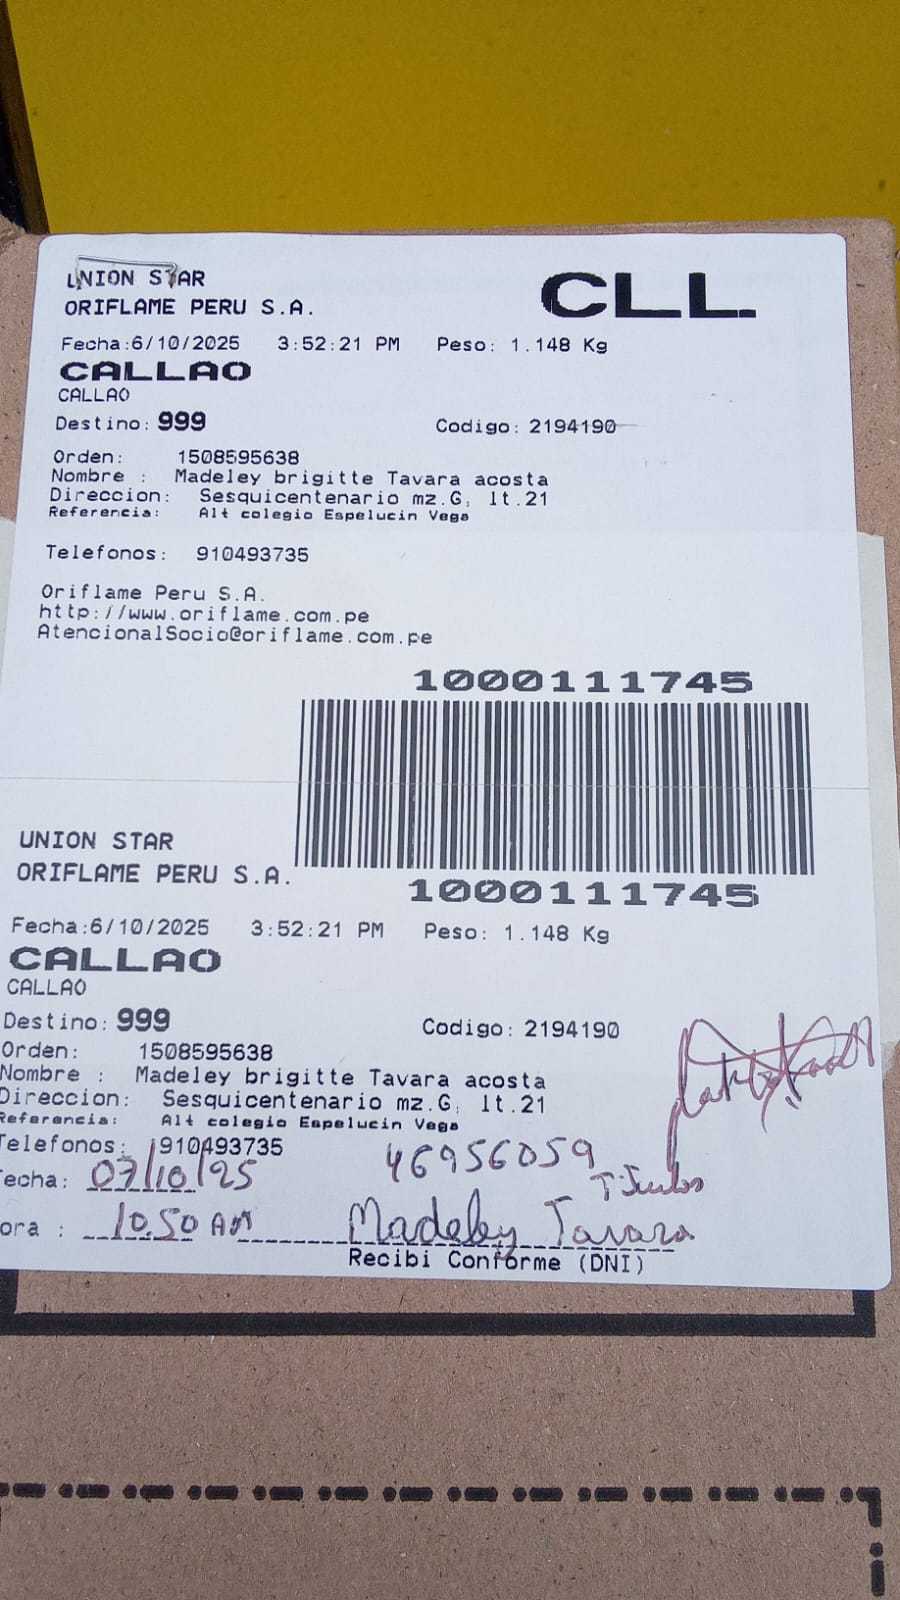 UNION STAR
ORIFLAME PERU S.A.
CLL
Fecha:6/10/2025 3:52:21 PM Peso: 1.148 Kg
CALLAO
CALLAO
Destino: 999 Codigo: 2194190
Orden: 1508595638
Nombre : Madeley brigitte Tavara acosta
Direccion: Sesquicentenario mz.G, lt.21
Referencia: Alt colegio Espelucin Vega
Telefonos: 910493735
Oriflame Peru S.A.
http://www.oriflame.com.pe
AtencionalSocio@oriflame.com.pe
1000111745
1000111745
UNION STAR
ORIFLAME PERU S.A.
Fecha:6/10/2025 3:52:21 PM Peso: 1.148 Kg
CALLAO
CALLAO
Destino: 999 Codigo: 2194190
Orden: 1508595638
Nombre : Madeley brigitte Tavara acosta
Direccion: Sesquicentenario mz.G, lt.21
Referencia: Alt colegio Espelucin Vega
Telefonos: 910493735
46956059
echa: 07/10/25
ora : 10.50 AM Madeley Tavara
Recibi Conforme (DNI)